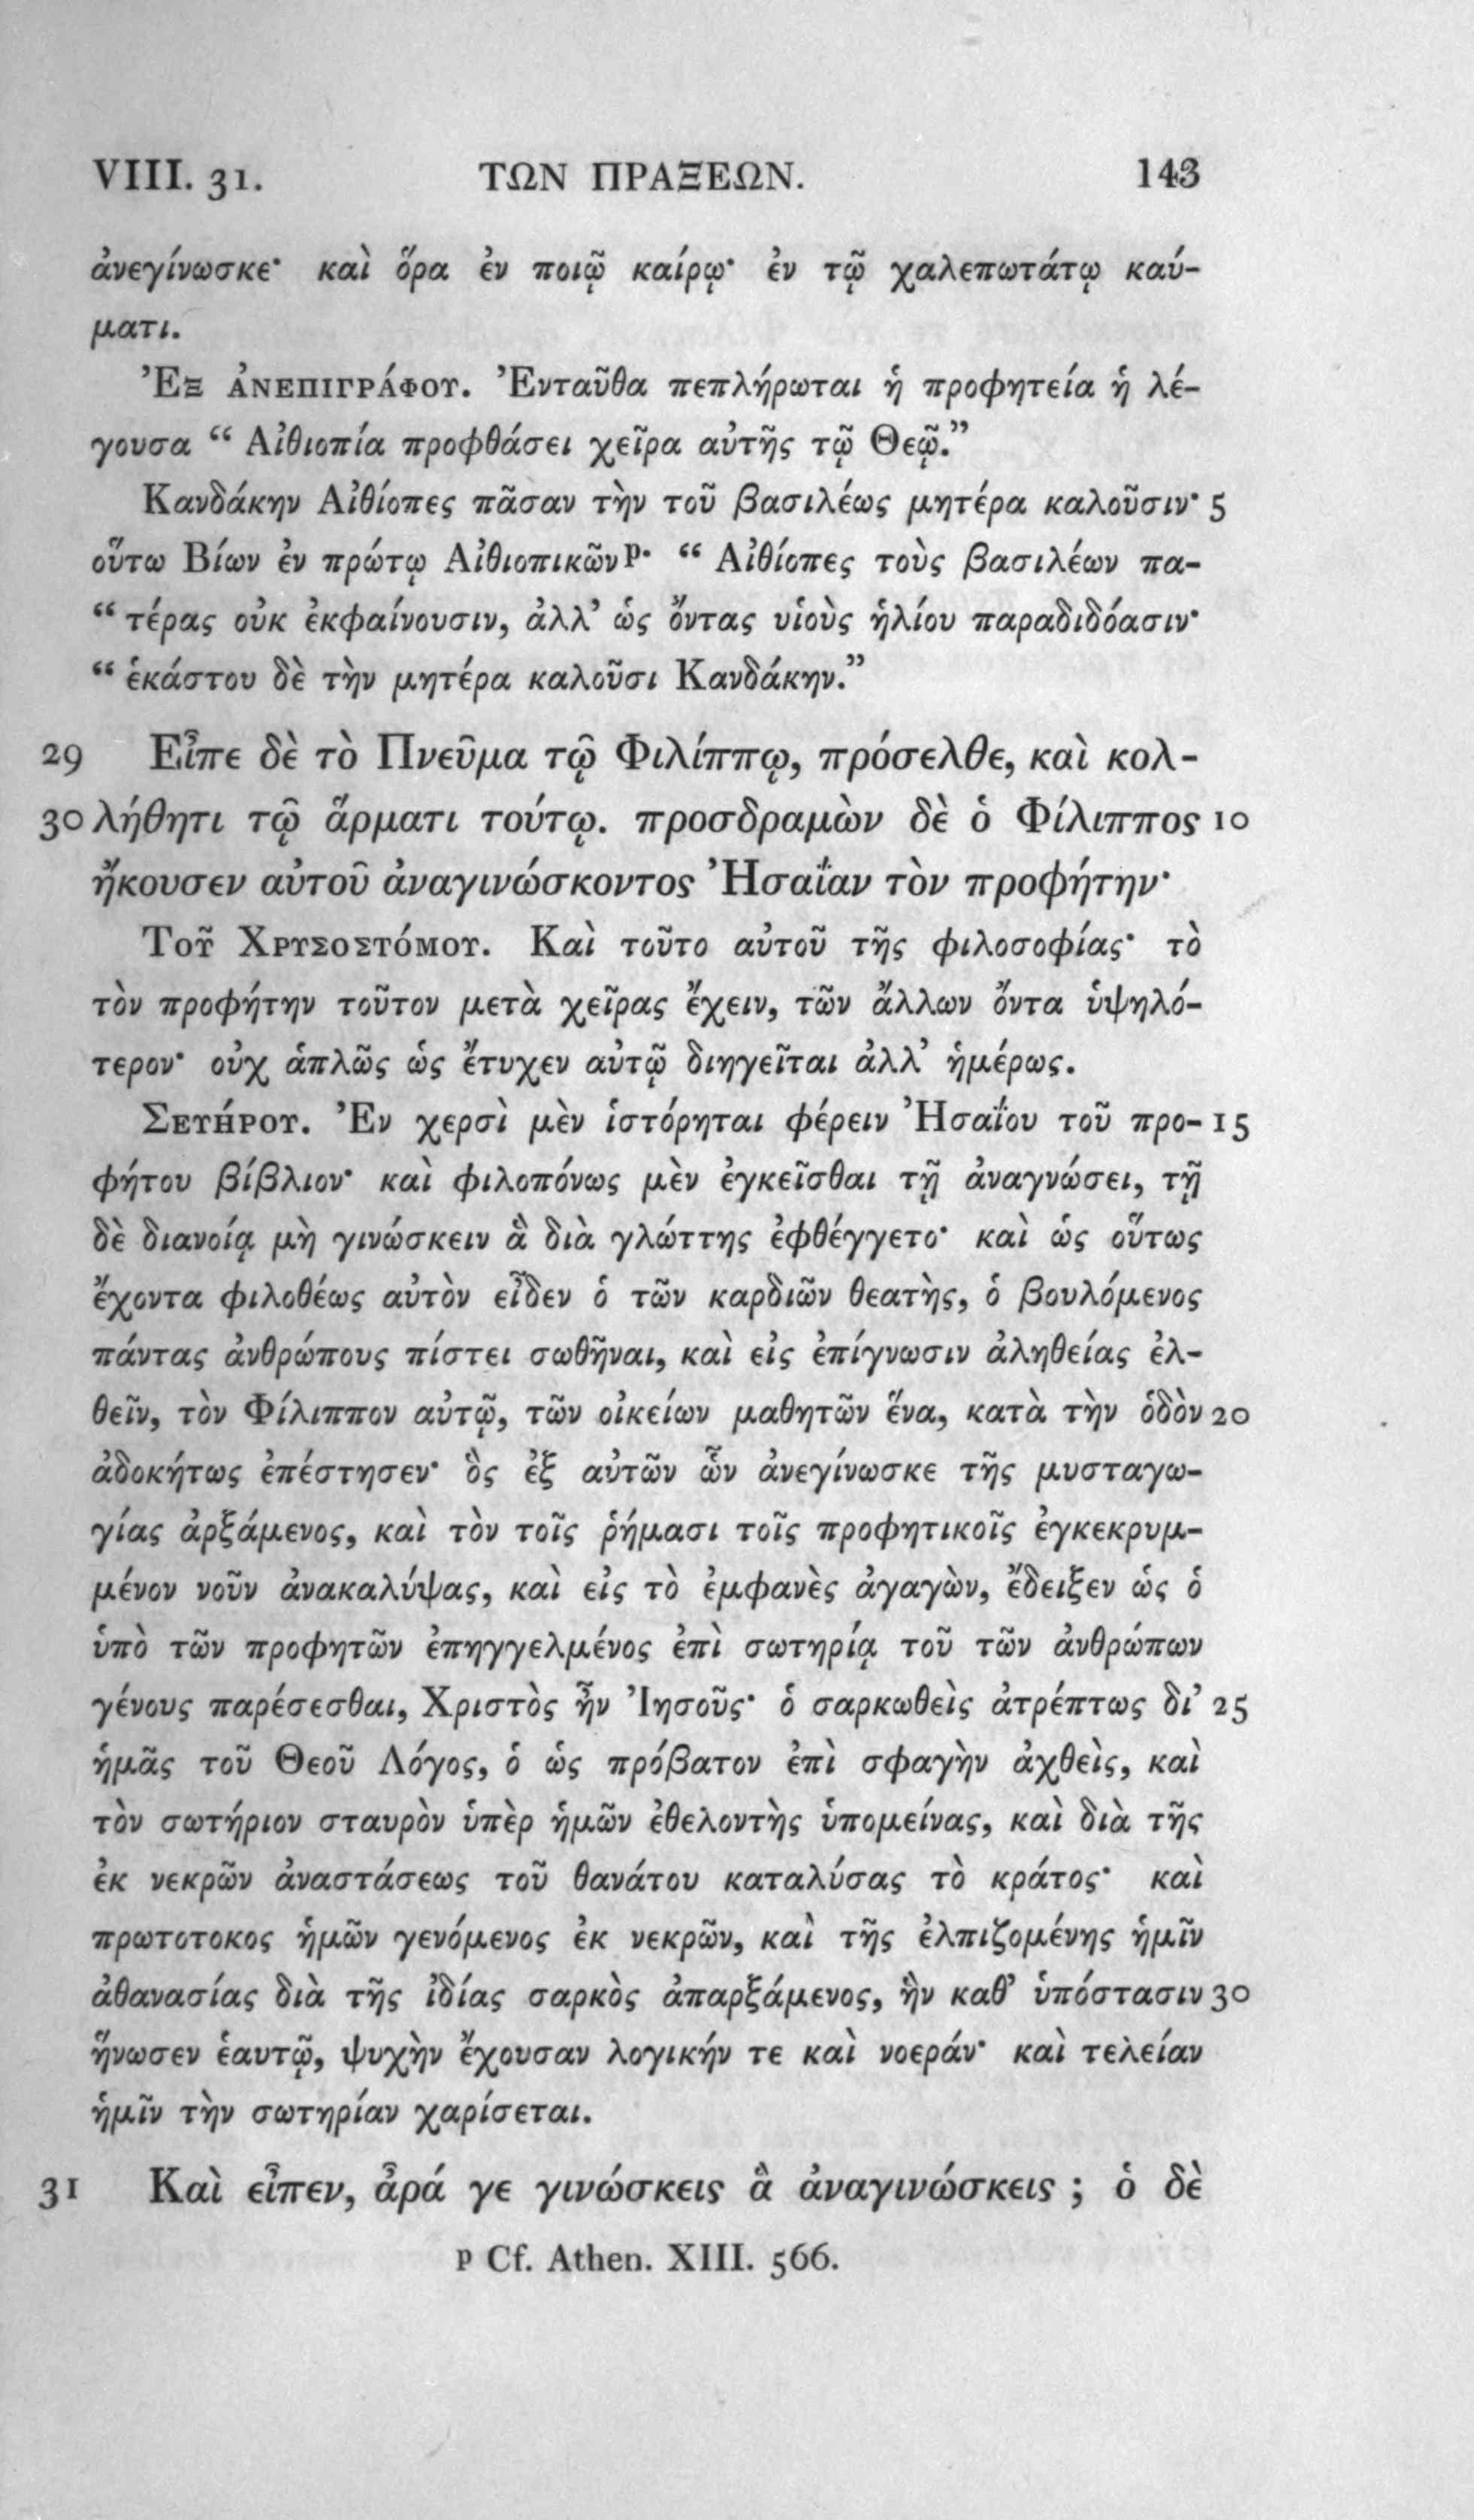 VIII. 31. ΤΩΝ ΠΡΑΞΕΩΝ. 143
ἀνεγίνωσκε· καὶ ὅρα ἐν ποιῷ καίρῳ· ἐν τῷ χαλεπωτάτῳ καύ-
ματι.
Ἐξ ἀνεπιγράφου. Ἐνταῦθα πεπλήρωται ἡ προφητεία ἡ λέ-
γουσα “ Αἰθιοπία προφθάσει χεῖρα αὐτῆς τῷ Θεῷ.”
Κανδάκην Αἰθίοπες πᾶσαν τὴν τοῦ βασιλέως μητέρα καλοῦσιν· 5
οὕτω Βίων ἐν πρώτῳ Αἰθιοπικῶν p· “ Αἰθίοπες τοὺς βασιλέων πα-
“ τέρας οὐκ ἐκφαίνουσιν, ἀλλ’ ὡς ὄντας υἱοὺς ἡλίου παραδιδόασιν·
“ ἑκάστου δὲ τὴν μητέρα καλοῦσι Κανδάκην.”
29 Εἶπε δὲ τὸ Πνεῦμα τῷ Φιλίππῳ, πρόσελθε, καὶ κολ-
30 λήθητι τῷ ἅρματι τούτῳ. προσδραμὼν δὲ ὁ Φίλιππος 10
ἤκουσεν αὐτοῦ ἀναγινώσκοντος Ἠσαΐαν τὸν προφήτην·
Τοῦ Χρυσοστόμου. Καὶ τοῦτο αὐτοῦ τῆς φιλοσοφίας· τὸ
τὸν προφήτην τοῦτον μετὰ χεῖρας ἔχειν, τῶν ἄλλων ὄντα ὑψηλό-
τερον· οὐχ ἁπλῶς ὡς ἔτυχεν αὐτῷ διηγεῖται ἀλλ’ ἡμέρως.
Σευήρου. Ἐν χερσὶ μὲν ἱστόρηται φέρειν Ἠσαΐου τοῦ προ- 15
φήτου βίβλιον· καὶ φιλοπόνως μὲν ἐγκεῖσθαι τῇ ἀναγνώσει, τῇ
δὲ διανοίᾳ μὴ γινώσκειν ἃ διὰ γλώττης ἐφθέγγετο· καὶ ὡς οὕτως
ἔχοντα φιλοθέως αὐτὸν εἶδεν ὁ τῶν καρδιῶν θεατὴς, ὁ βουλόμενος
πάντας ἀνθρώπους πίστει σωθῆναι, καὶ εἰς ἐπίγνωσιν ἀληθείας ἐλ-
θεῖν, τὸν Φίλιππον αὐτῷ, τῶν οἰκείων μαθητῶν ἕνα, κατὰ τὴν ὁδὸν 20
ἀδοκήτως ἐπέστησεν· ὃς ἐξ αὐτῶν ὧν ἀνεγίνωσκε τῆς μυσταγω-
γίας ἀρξάμενος, καὶ τὸν τοῖς ῥήμασι τοῖς προφητικοῖς ἐγκεκρυμ-
μένον νοῦν ἀνακαλύψας, καὶ εἰς τὸ ἐμφανὲς ἀγαγὼν, ἔδειξεν ὡς ὁ
ὑπὸ τῶν προφητῶν ἐπηγγελμένος ἐπὶ σωτηρίᾳ τοῦ τῶν ἀνθρώπων
γένους παρέσεσθαι, Χριστὸς ἦν Ἰησοῦς· ὁ σαρκωθεὶς ἀτρέπτως δι’ 25
ἡμᾶς τοῦ Θεοῦ Λόγος, ὁ ὡς πρόβατον ἐπὶ σφαγὴν ἀχθεὶς, καὶ
τὸν σωτήριον σταυρὸν ὑπὲρ ἡμῶν ἐθελοντὴς ὑπομείνας, καὶ διὰ τῆς
ἐκ νεκρῶν ἀναστάσεως τοῦ θανάτου καταλύσας τὸ κράτος· καὶ
πρωτοτοκος ἡμῶν γενόμενος ἐκ νεκρῶν, καὶ τῆς ἐλπιζομένης ἡμῖν
ἀθανασίας διὰ τῆς ἰδίας σαρκὸς ἀπαρξάμενος, ἣν καθ’ ὑπόστασιν 30
ἥνωσεν ἑαυτῷ, ψυχὴν ἔχουσαν λογικήν τε καὶ νοεράν· καὶ τελείαν
ἡμῖν τὴν σωτηρίαν χαρίσεται.
31 Καὶ εἶπεν, ἆρά γε γινώσκεις ἃ ἀναγινώσκεις ; ὁ δὲ
p Cf. Athen. XIII. 566.